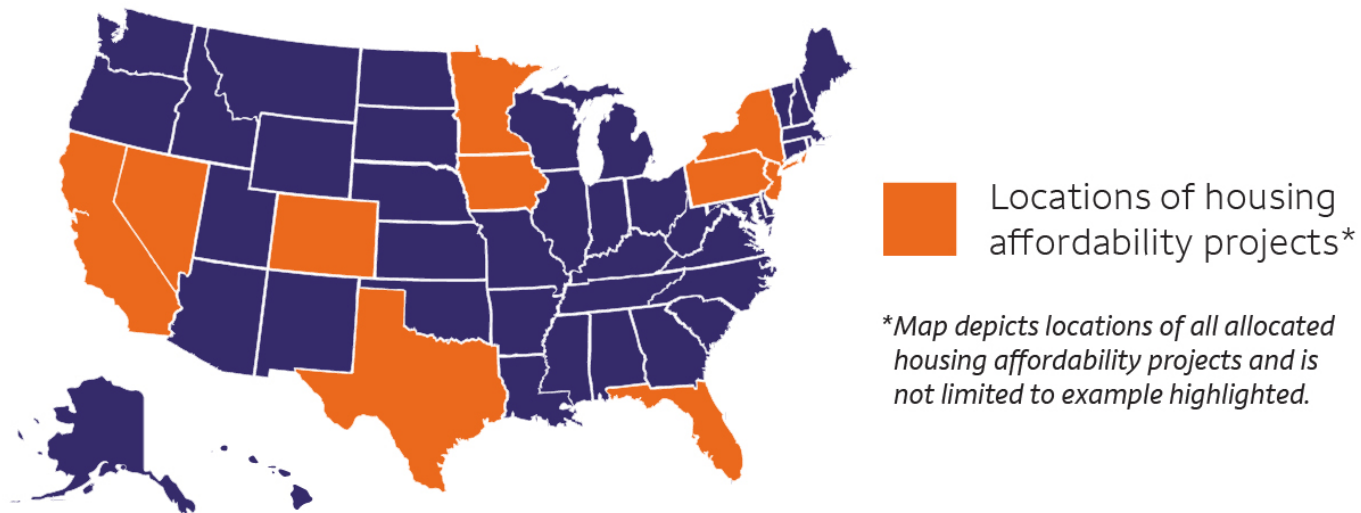 Locations of housing
affordability projects*
*Map depicts locations of all allocated
housing affordability projects and is
not limited to example highlighted.